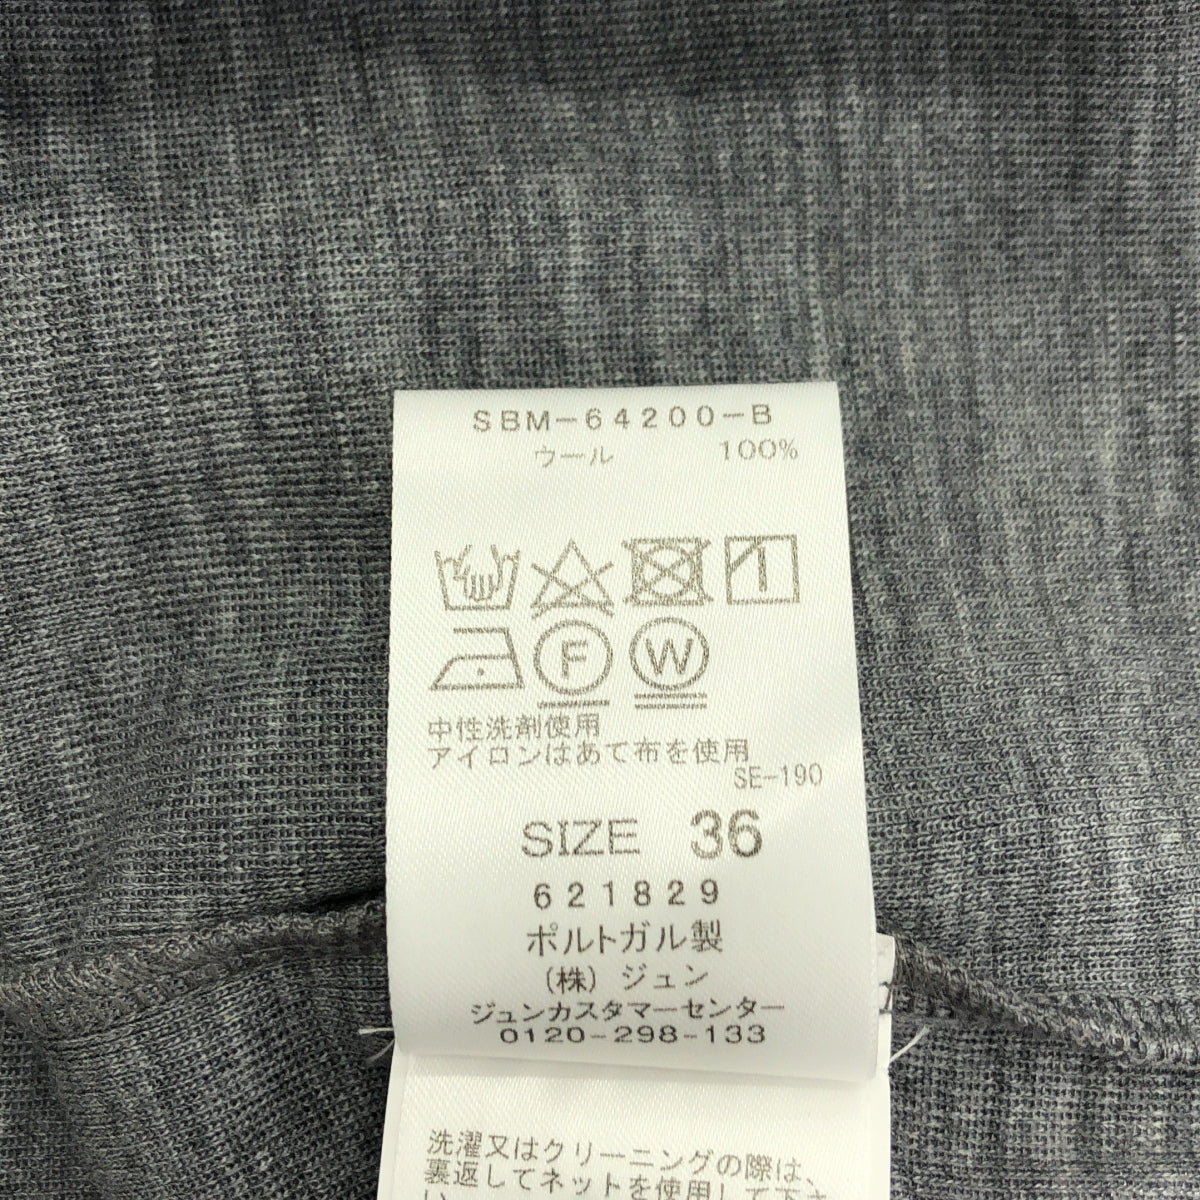 SBM-64200-B
ウール 100%
F W
中性洗剤使用
アイロンはあて布を使用
SE-190
SIZE 36
621829
ポルトガル製
(株) ジュン
ジュンカスタマーセンター
0120-298-133
洗濯又はクリーニングの際は、
裏返してネットを使用して下さ
い